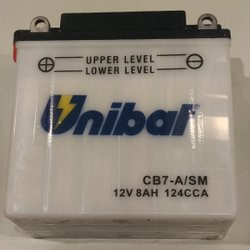 UPPER LEVEL
LOWER LEVEL
Unibat
CB7-A/SM
12V 8AH 124CCA